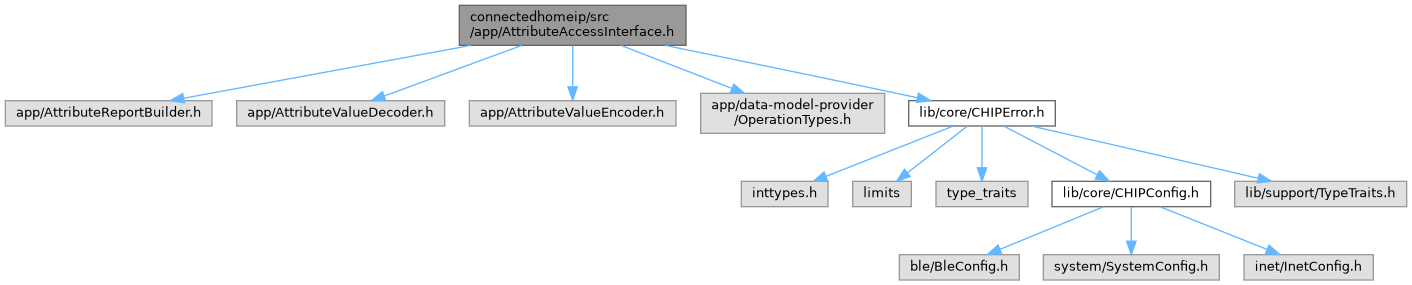 connectedhomeip/src
/app/AttributeAccessInterface.h
app/AttributeReportBuilder.h
app/AttributeValueDecoder.h
app/AttributeValueEncoder.h
app/data-model-provider
/OperationTypes.h
lib/core/CHIPError.h
inttypes.h
limits
type_traits
lib/core/CHIPConfig.h
lib/support/TypeTraits.h
ble/BleConfig.h
system/SystemConfig.h
inet/InetConfig.h